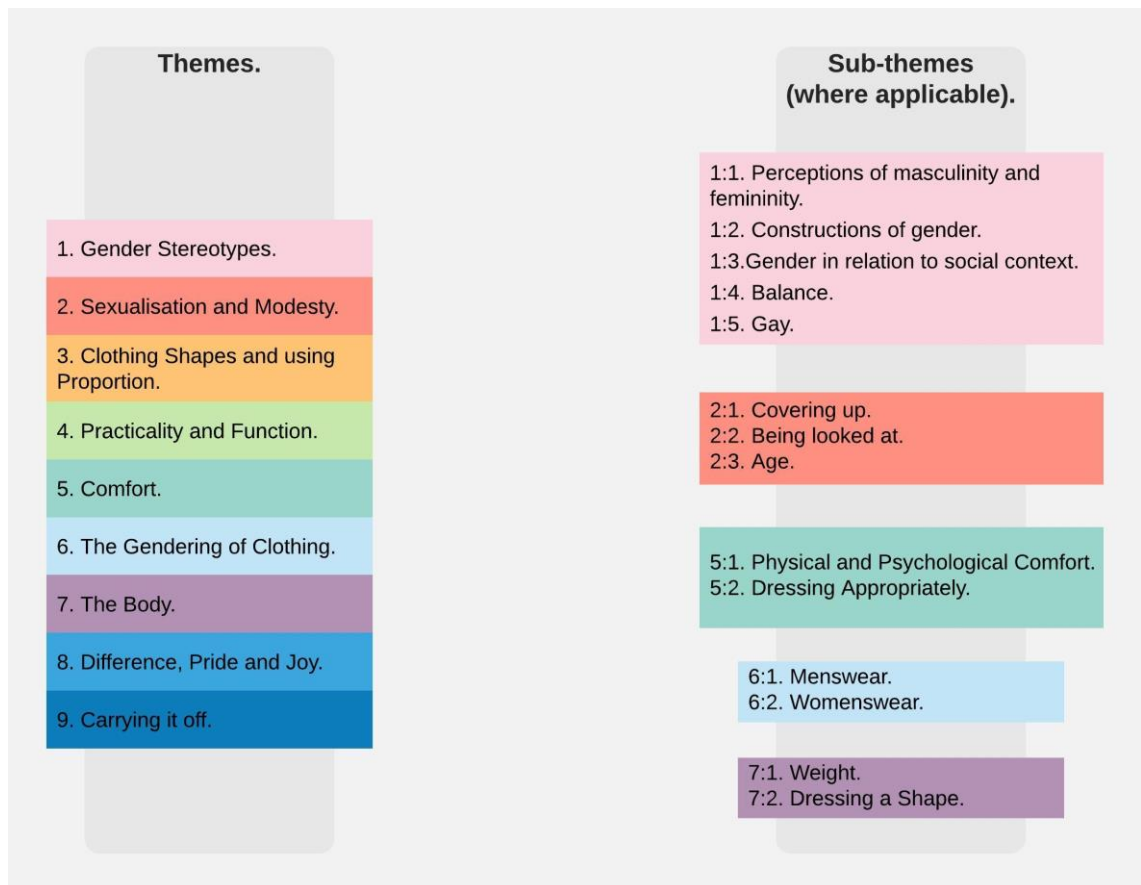 Themes.
1. Gender Stereotypes.
2. Sexualisation and Modesty.
3. Clothing Shapes and using
Proportion.
4. Practicality and Function.
5. Comfort.
6. The Gendering of Clothing.
7. The Body.
8. Difference, Pride and Joy.
9. Carrying it off.
Sub-themes
(where applicable).
1:1. Perceptions of masculinity and
femininity.
1:2. Constructions of gender.
1:3.Gender in relation to social context.
1:4. Balance.
1:5. Gay.
2:1. Covering up.
2:2. Being looked at.
2:3. Age.
5:1. Physical and Psychological Comfort.
5:2. Dressing Appropriately.
6:1. Menswear.
6:2. Womenswear.
7:1. Weight.
7:2. Dressing a Shape.